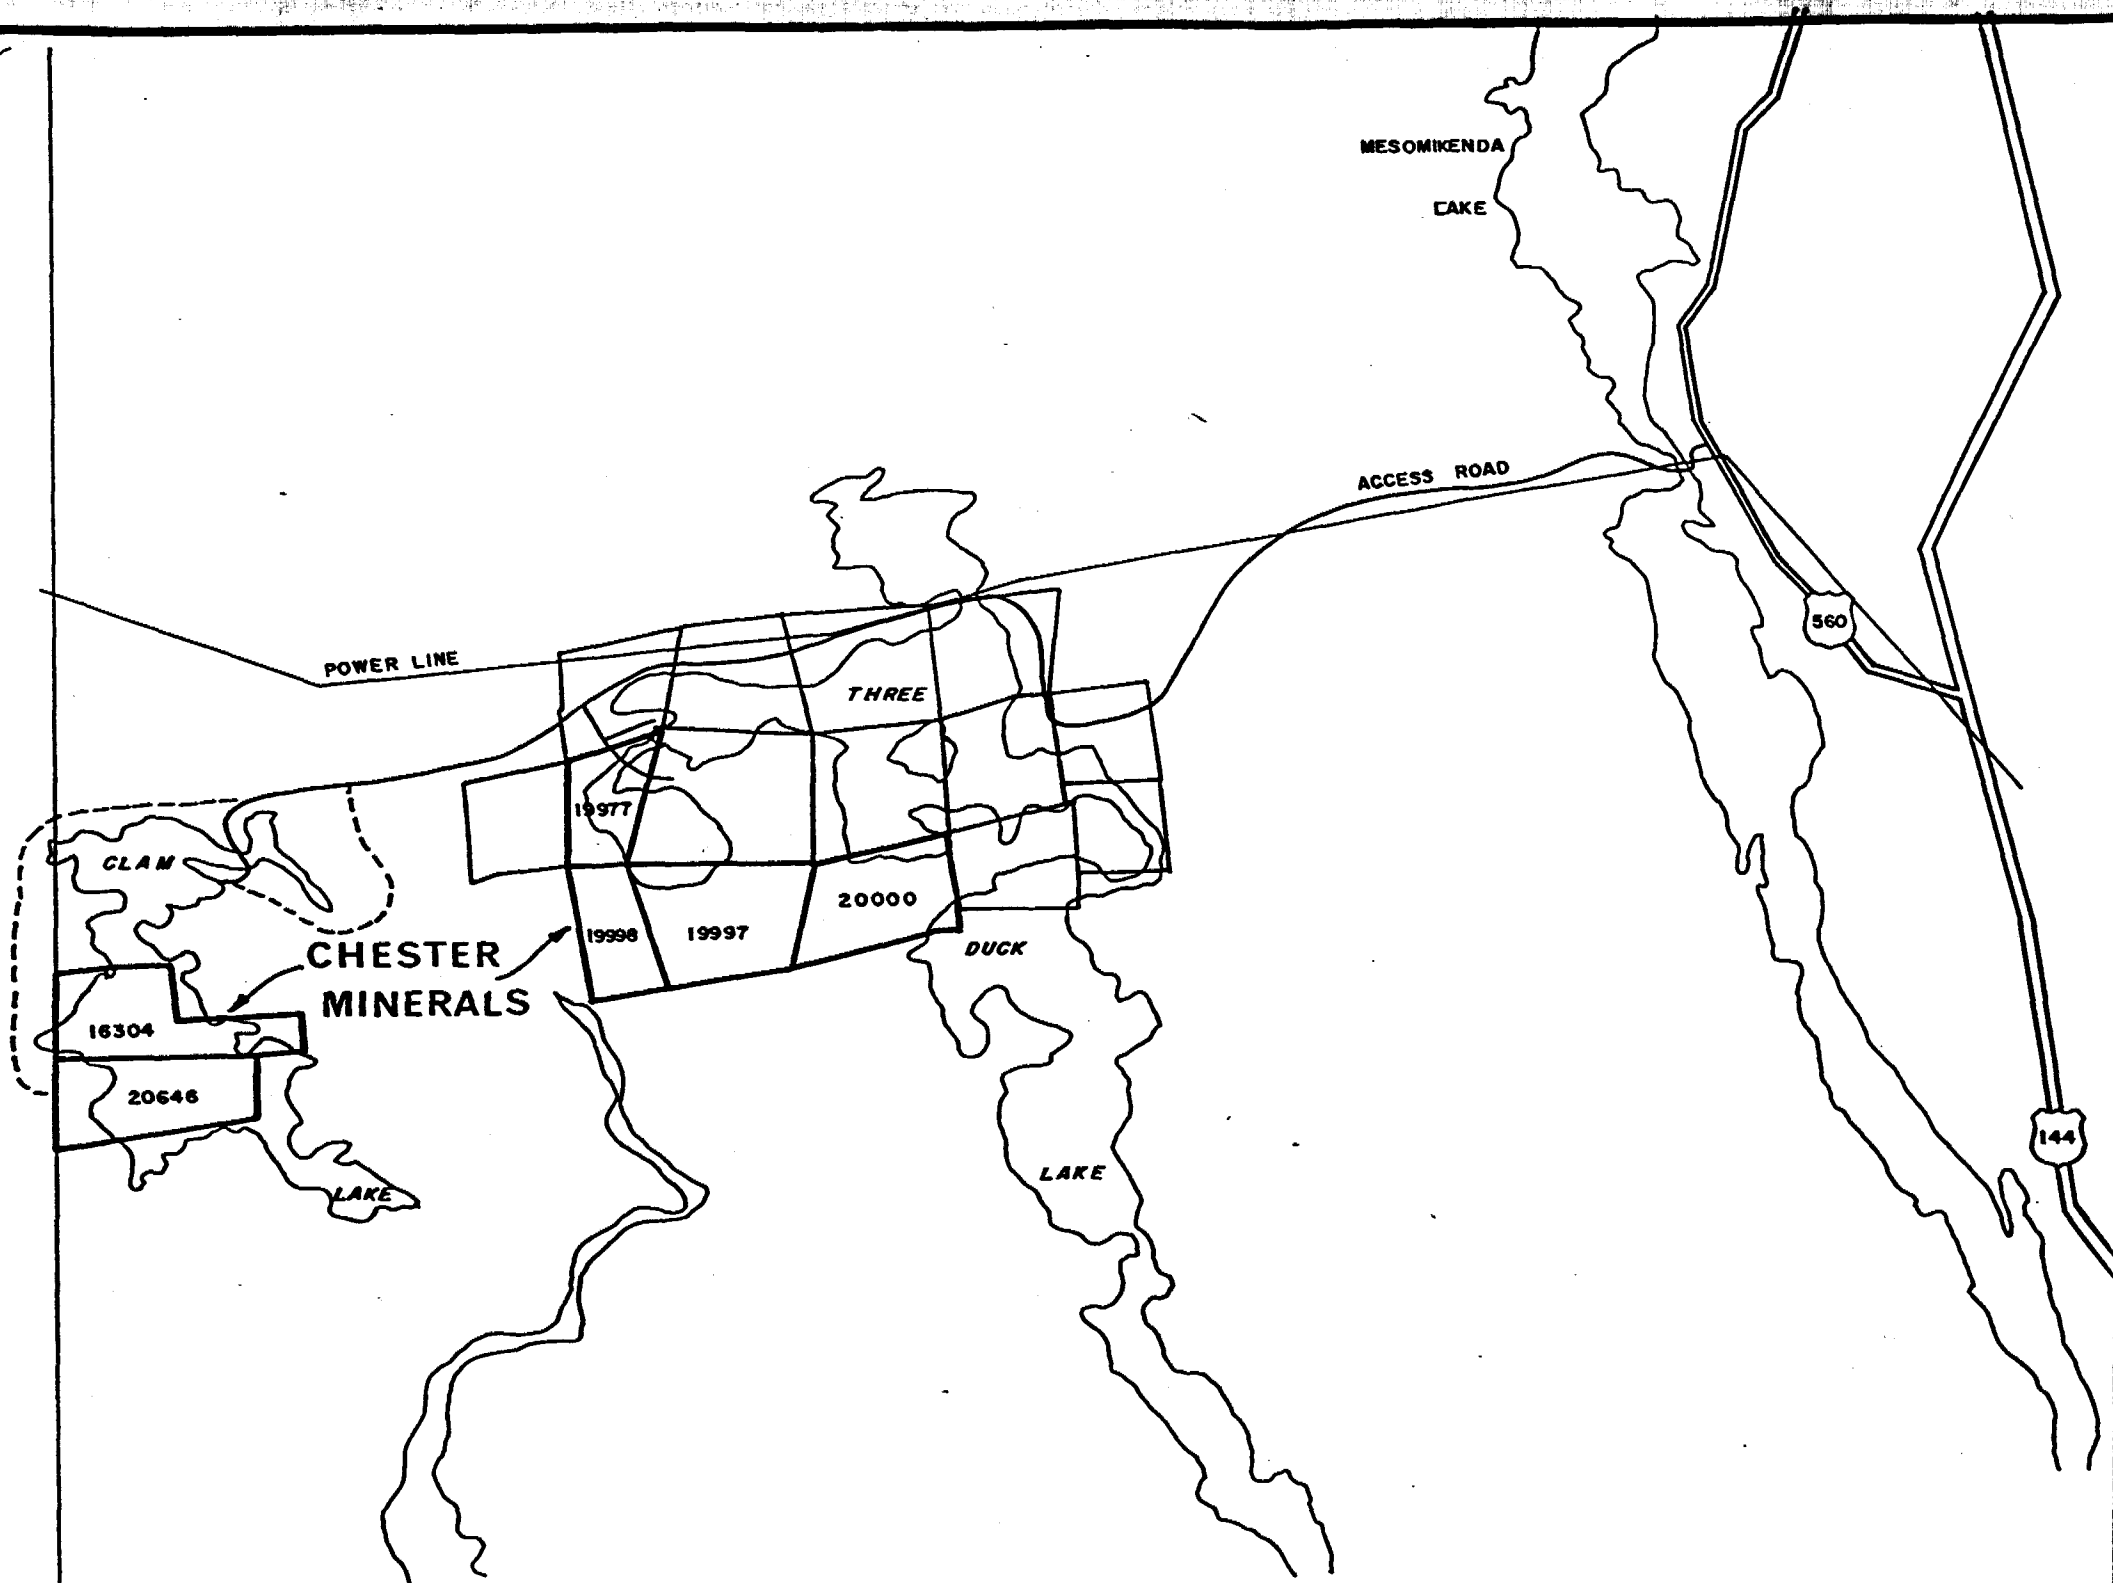 MESOMIKENDA
LAKE
ACCESS ROAD
560
POWER LINE
THREE
19977
CLAM
20000
19998
19997
DUCK
CHESTER
MINERALS
16304
20646
144
LAKE
LAKE